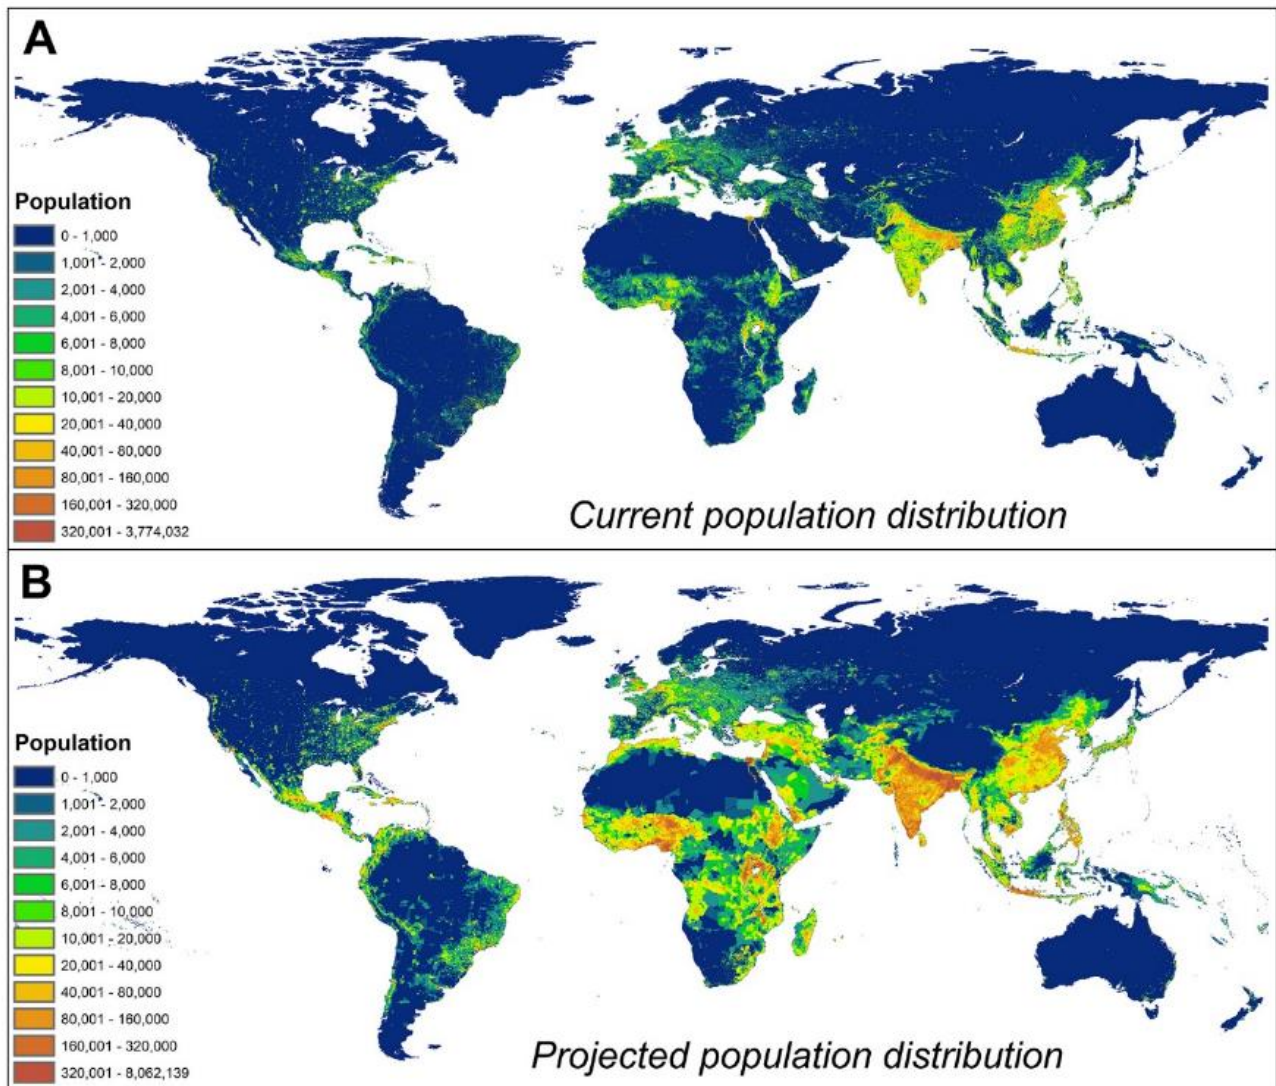 A
Population
0 - 1,000
1,001 - 2,000
2,001 - 4,000
4,001 - 6,000
6,001 - 8,000
8,001 - 10,000
10,001 - 20,000
20,001 - 40,000
40,001 - 80,000
80,001 - 160,000
160,001 - 320,000
320,001 - 3,774,032
Current population distribution
B
Population
0 - 1,000
1,001 - 2,000
2,001 - 4,000
4,001 - 6,000
6,001 - 8,000
8,001 - 10,000
10,001 - 20,000
20,001 - 40,000
40,001 - 80,000
80,001 - 160,000
160,001 - 320,000
320,001 - 8,062,139
Projected population distribution